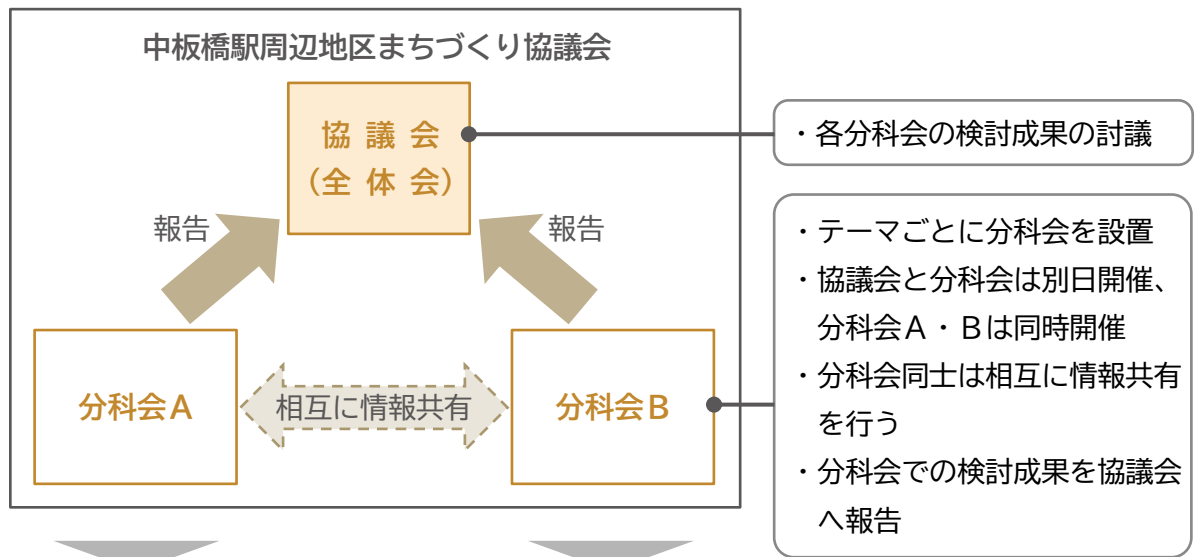 中板橋駅周辺地区まちづくり協議会
協議会
(全体会)
・各分科会の検討成果の討議
報告
報告
・テーマごとに分科会を設置
・協議会と分科会は別日開催、
分科会A・Bは同時開催
・分科会同士は相互に情報共有
を行う
・分科会での検討成果を協議会
へ報告
分科会A
相互に情報共有
分科会B